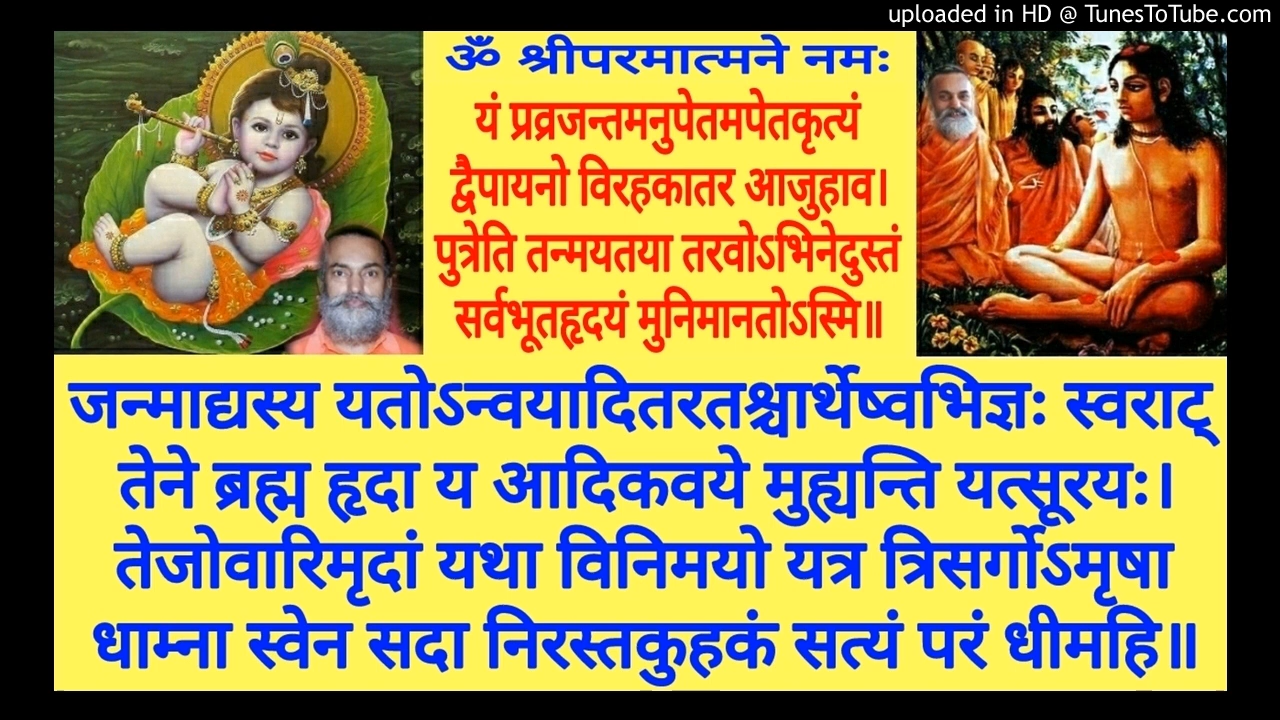 uploaded in HD @ TunesToTube.com
ॐ श्रीपरमात्मने नमः
यं प्रव्रजन्तमनुपेतमपेतकृत्यं
द्वैपायनो विरहकातर आजुहाव।
पुत्रेति तन्मयतया तरवोऽभिनेदुस्तं
सर्वभूतहृदयं मुनिमानतोऽस्मि॥
जन्माद्यस्य यतोऽन्वयादितरतश्चार्थेष्वभिज्ञः स्वराट्
तेने ब्रह्म हृदा य आदिकवये मुह्यन्ति यत्सूरयः।
तेजोवारिमृदां यथा विनिमयो यत्र त्रिसर्गोऽमृषा
धाम्ना स्वेन सदा निरस्तकुहकं सत्यं परं धीमहि॥